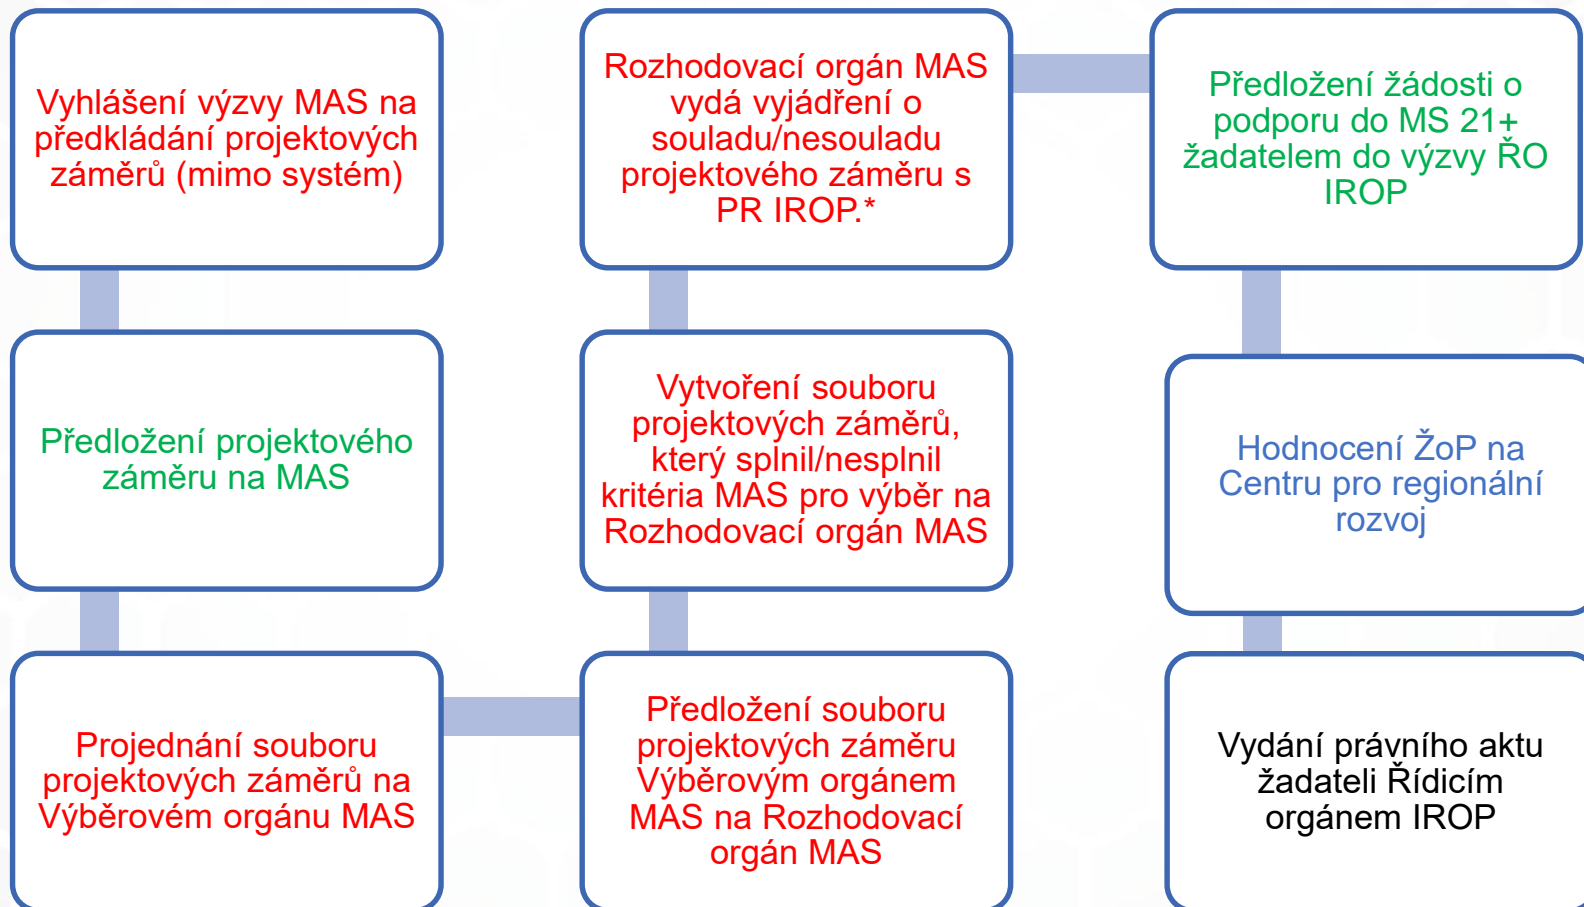 Vyhlášení výzvy MAS na
předkládání projektových
záměrů (mimo systém)
Předložení projektového
záměru na MAS
Projednání souboru
projektových záměrů na
Výběrovém orgánu MAS
Předložení souboru
projektových záměru
Výběrovým orgánem
MAS na Rozhodovací
orgán MAS
Vytvoření souboru
projektových záměrů,
který splnil/nesplnil
kritéria MAS pro výběr na
Rozhodovací orgán MAS
Rozhodovací orgán MAS
vydá vyjádření o
souladu/nesouladu
projektového záměru s
PR IROP.*
Předložení žádosti o
podporu do MS 21+
žadatelem do výzvy ŘO
IROP
Hodnocení ŽoP na
Centru pro regionální
rozvoj
Vydání právního aktu
žadateli Řídicím
orgánem IROP